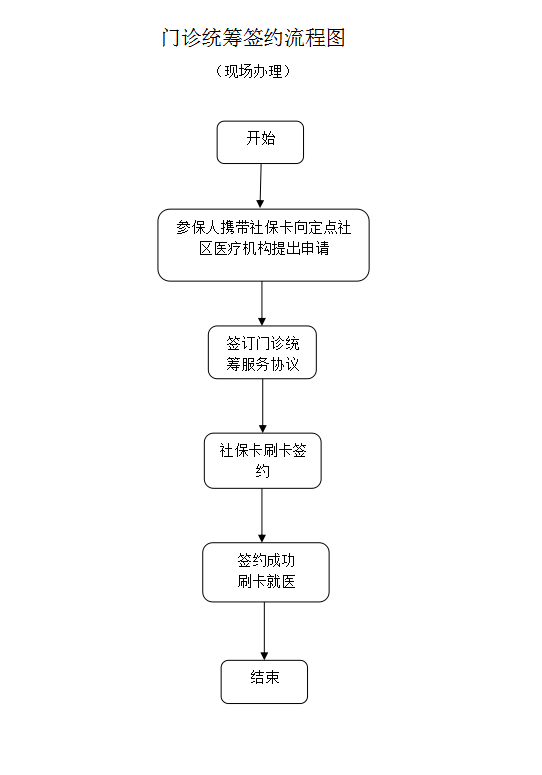 门诊统筹签约流程图
（现场办理）
开始
参保人携带社保卡向定点社
区医疗机构提出申请
签订门诊统
筹服务协议
社保卡刷卡签
约
签约成功
刷卡就医
结束